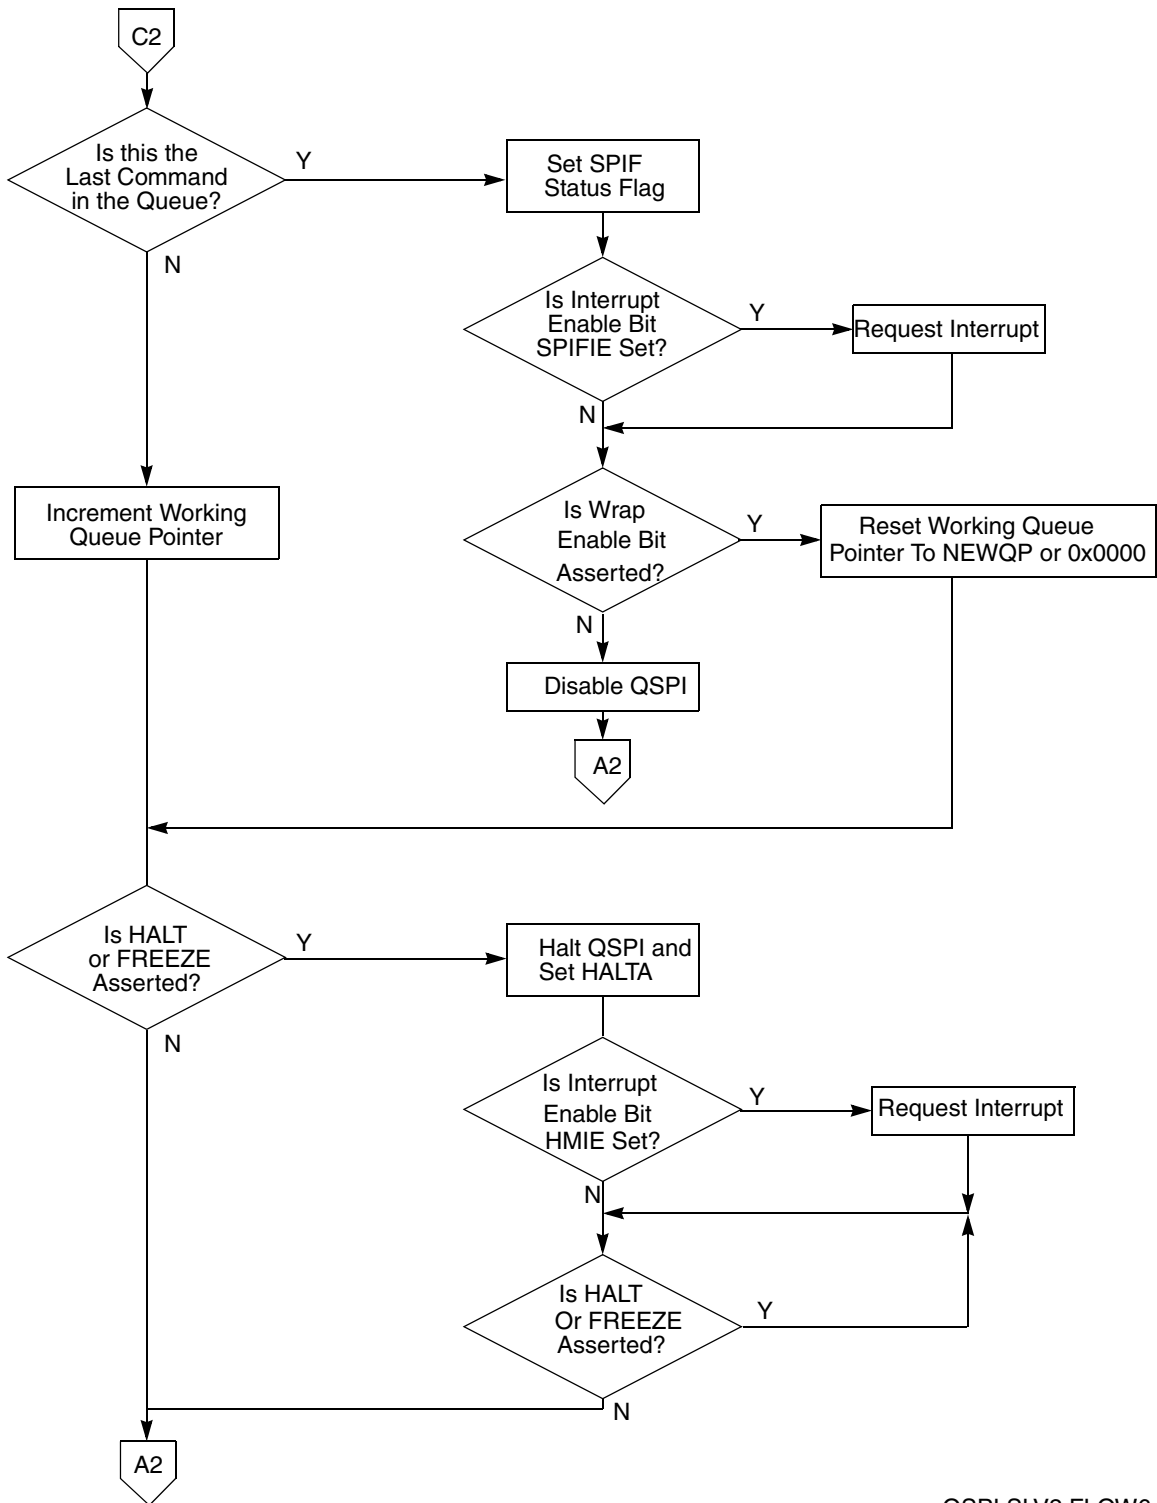 C2
Is this the
Last Command
in the Queue?
Y
N
Set SPIF
Status Flag
Is Interrupt
Enable Bit
SPIFIE Set?
Y
Request Interrupt
N
Increment Working
Queue Pointer
Is Wrap
Enable Bit
Asserted?
Y
Reset Working Queue
Pointer To NEWQP or 0x0000
N
Disable QSPI
A2
Is HALT
or FREEZE
Asserted?
Y
N
Halt QSPI and
Set HALTA
Is Interrupt
Enable Bit
HMIE Set?
Y
Request Interrupt
N
Is HALT
Or FREEZE
Asserted?
Y
N
A2